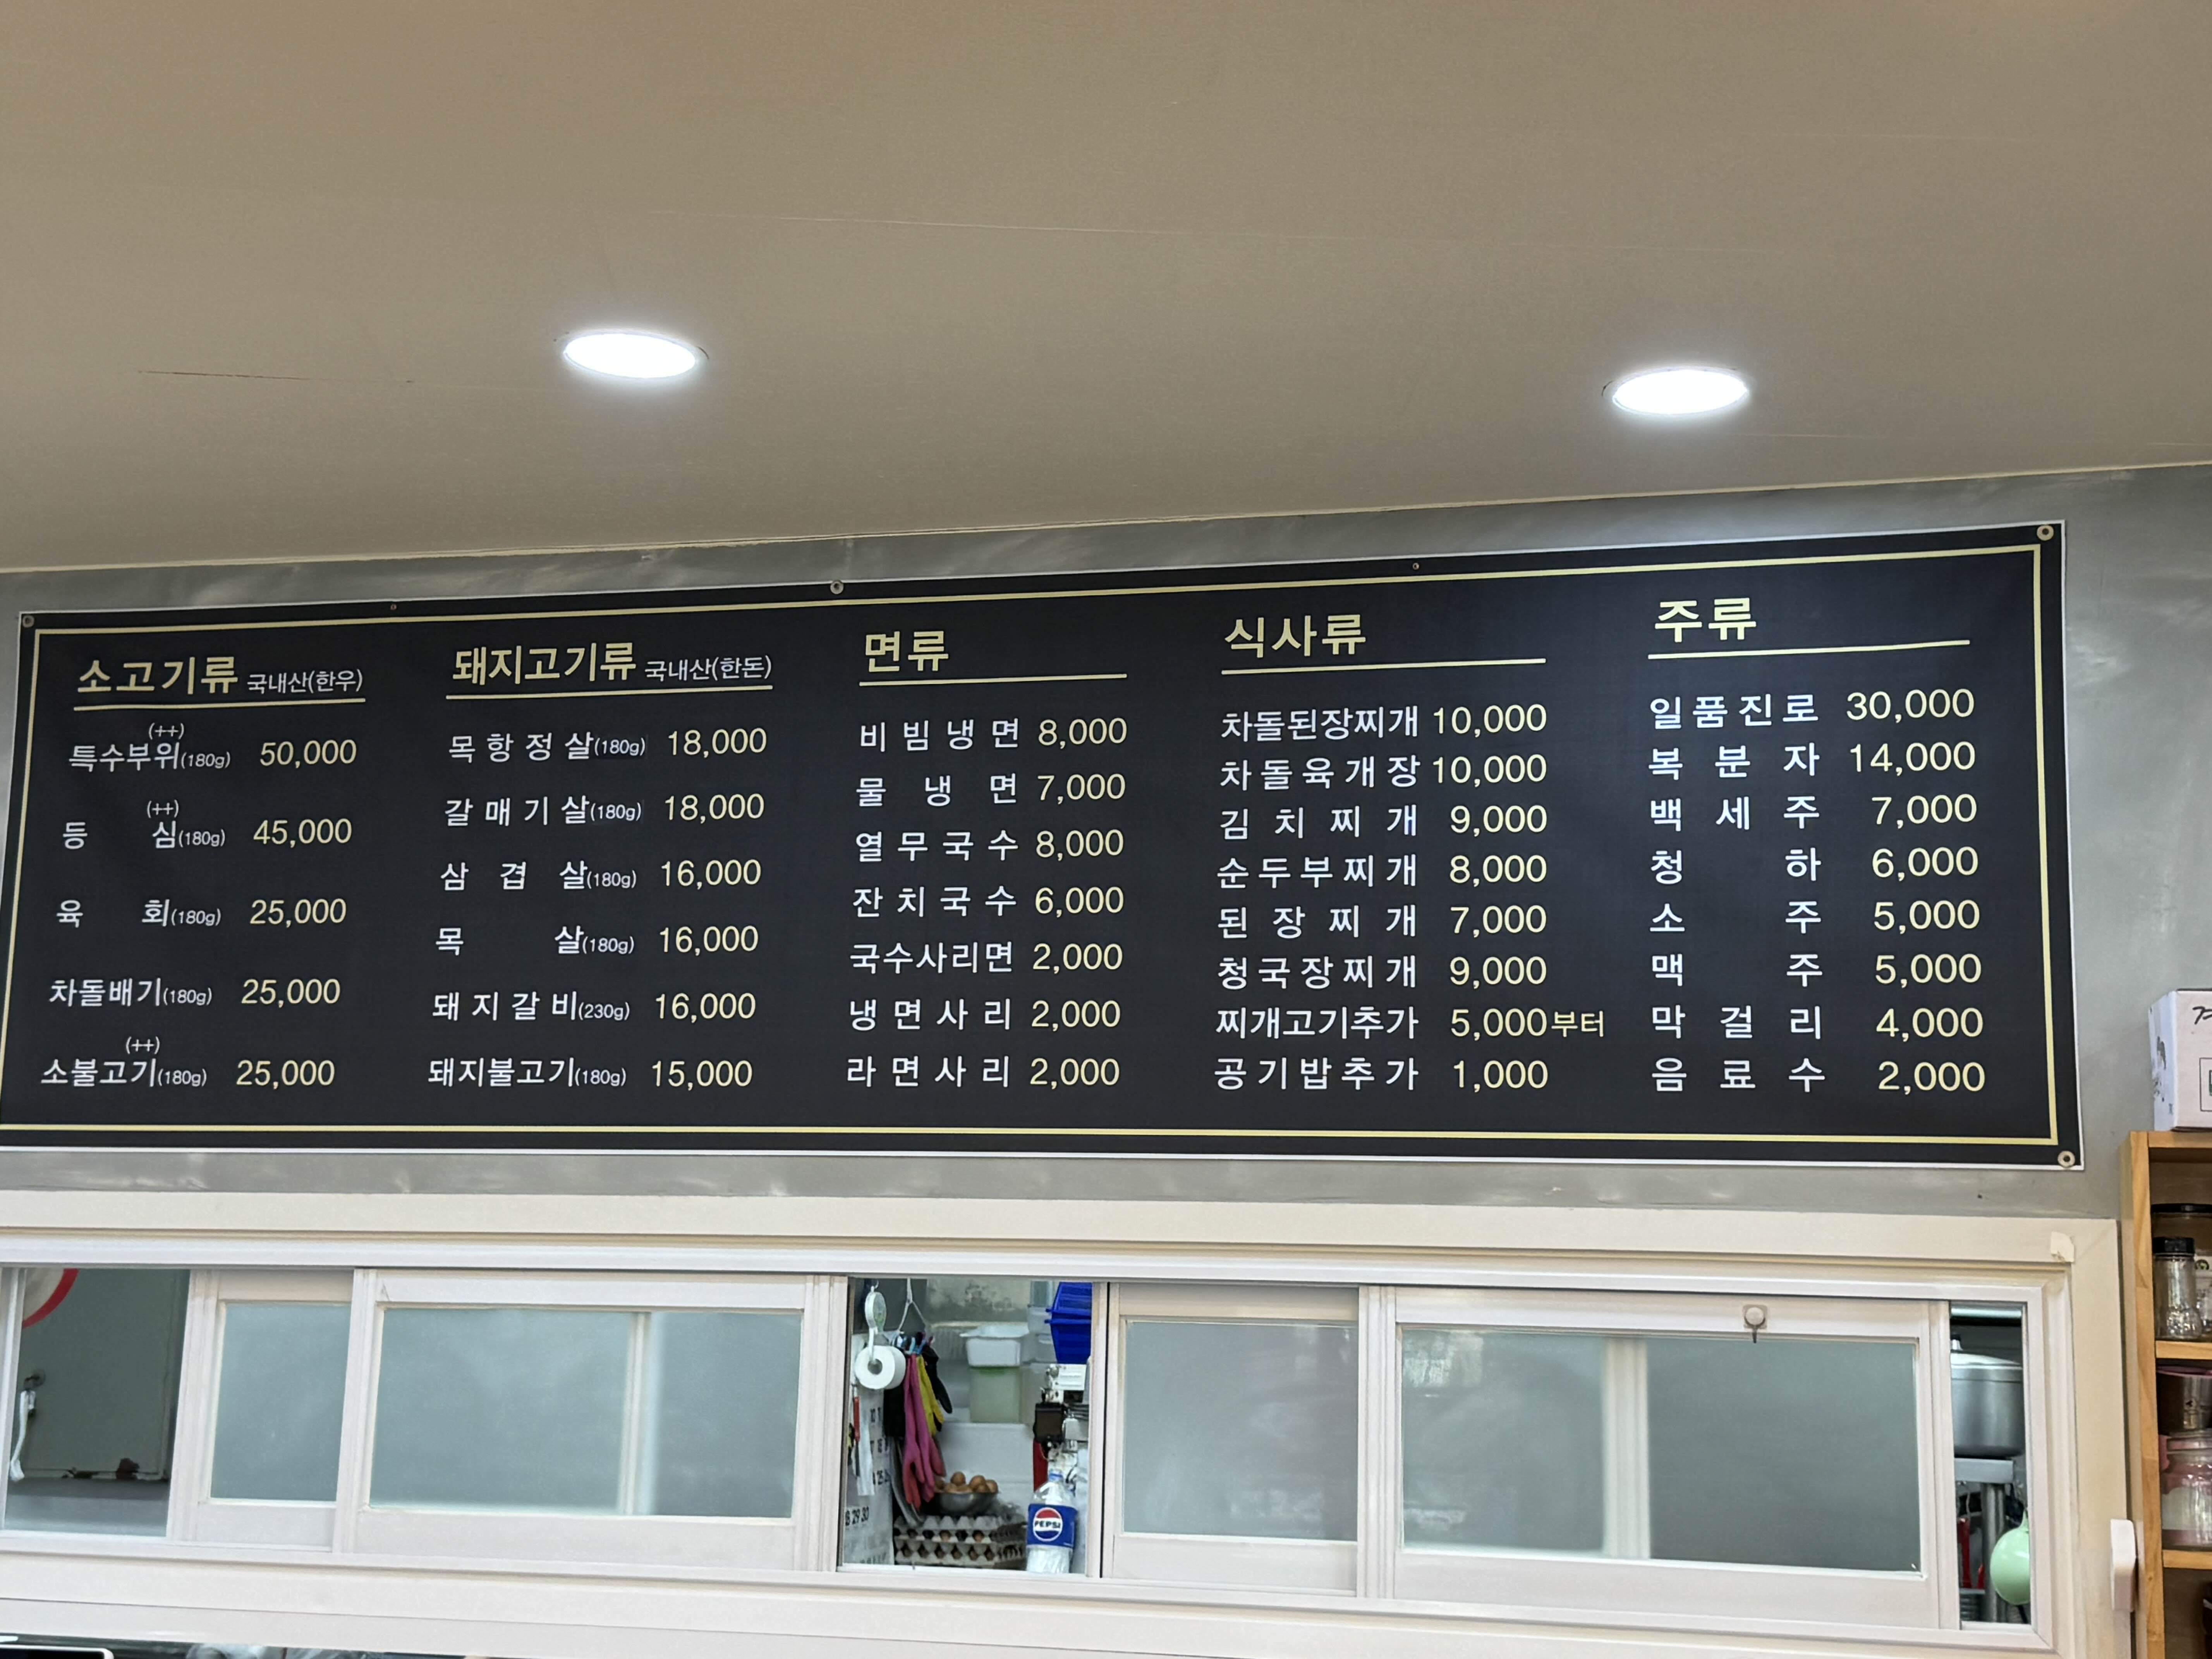 소고기류 국내산(한우)
(++)
특수부위(180g) 50,000
(++)
등심(180g) 45,000
육회(180g) 25,000
차돌배기(180g) 25,000
(++)
소불고기(180g) 25,000
돼지고기류 국내산(한돈)
목항정살(180g) 18,000
갈매기살(180g) 18,000
삼겹살(180g) 16,000
목살(180g) 16,000
돼지갈비(230g) 16,000
돼지불고기(180g) 15,000
면류
비빔냉면 8,000
물냉면 7,000
열무국수 8,000
잔치국수 6,000
국수사리면 2,000
냉면사리 2,000
라면사리 2,000
식사류
차돌된장찌개 10,000
차돌육개장 10,000
김치찌개 9,000
순두부찌개 8,000
된장찌개 7,000
청국장찌개 9,000
찌개고기추가 5,000부터
공기밥추가 1,000
주류
일품진로 30,000
복분자 14,000
백세주 7,000
청하 6,000
소주 5,000
맥주 5,000
막걸리 4,000
음료수 2,000
PEPSI